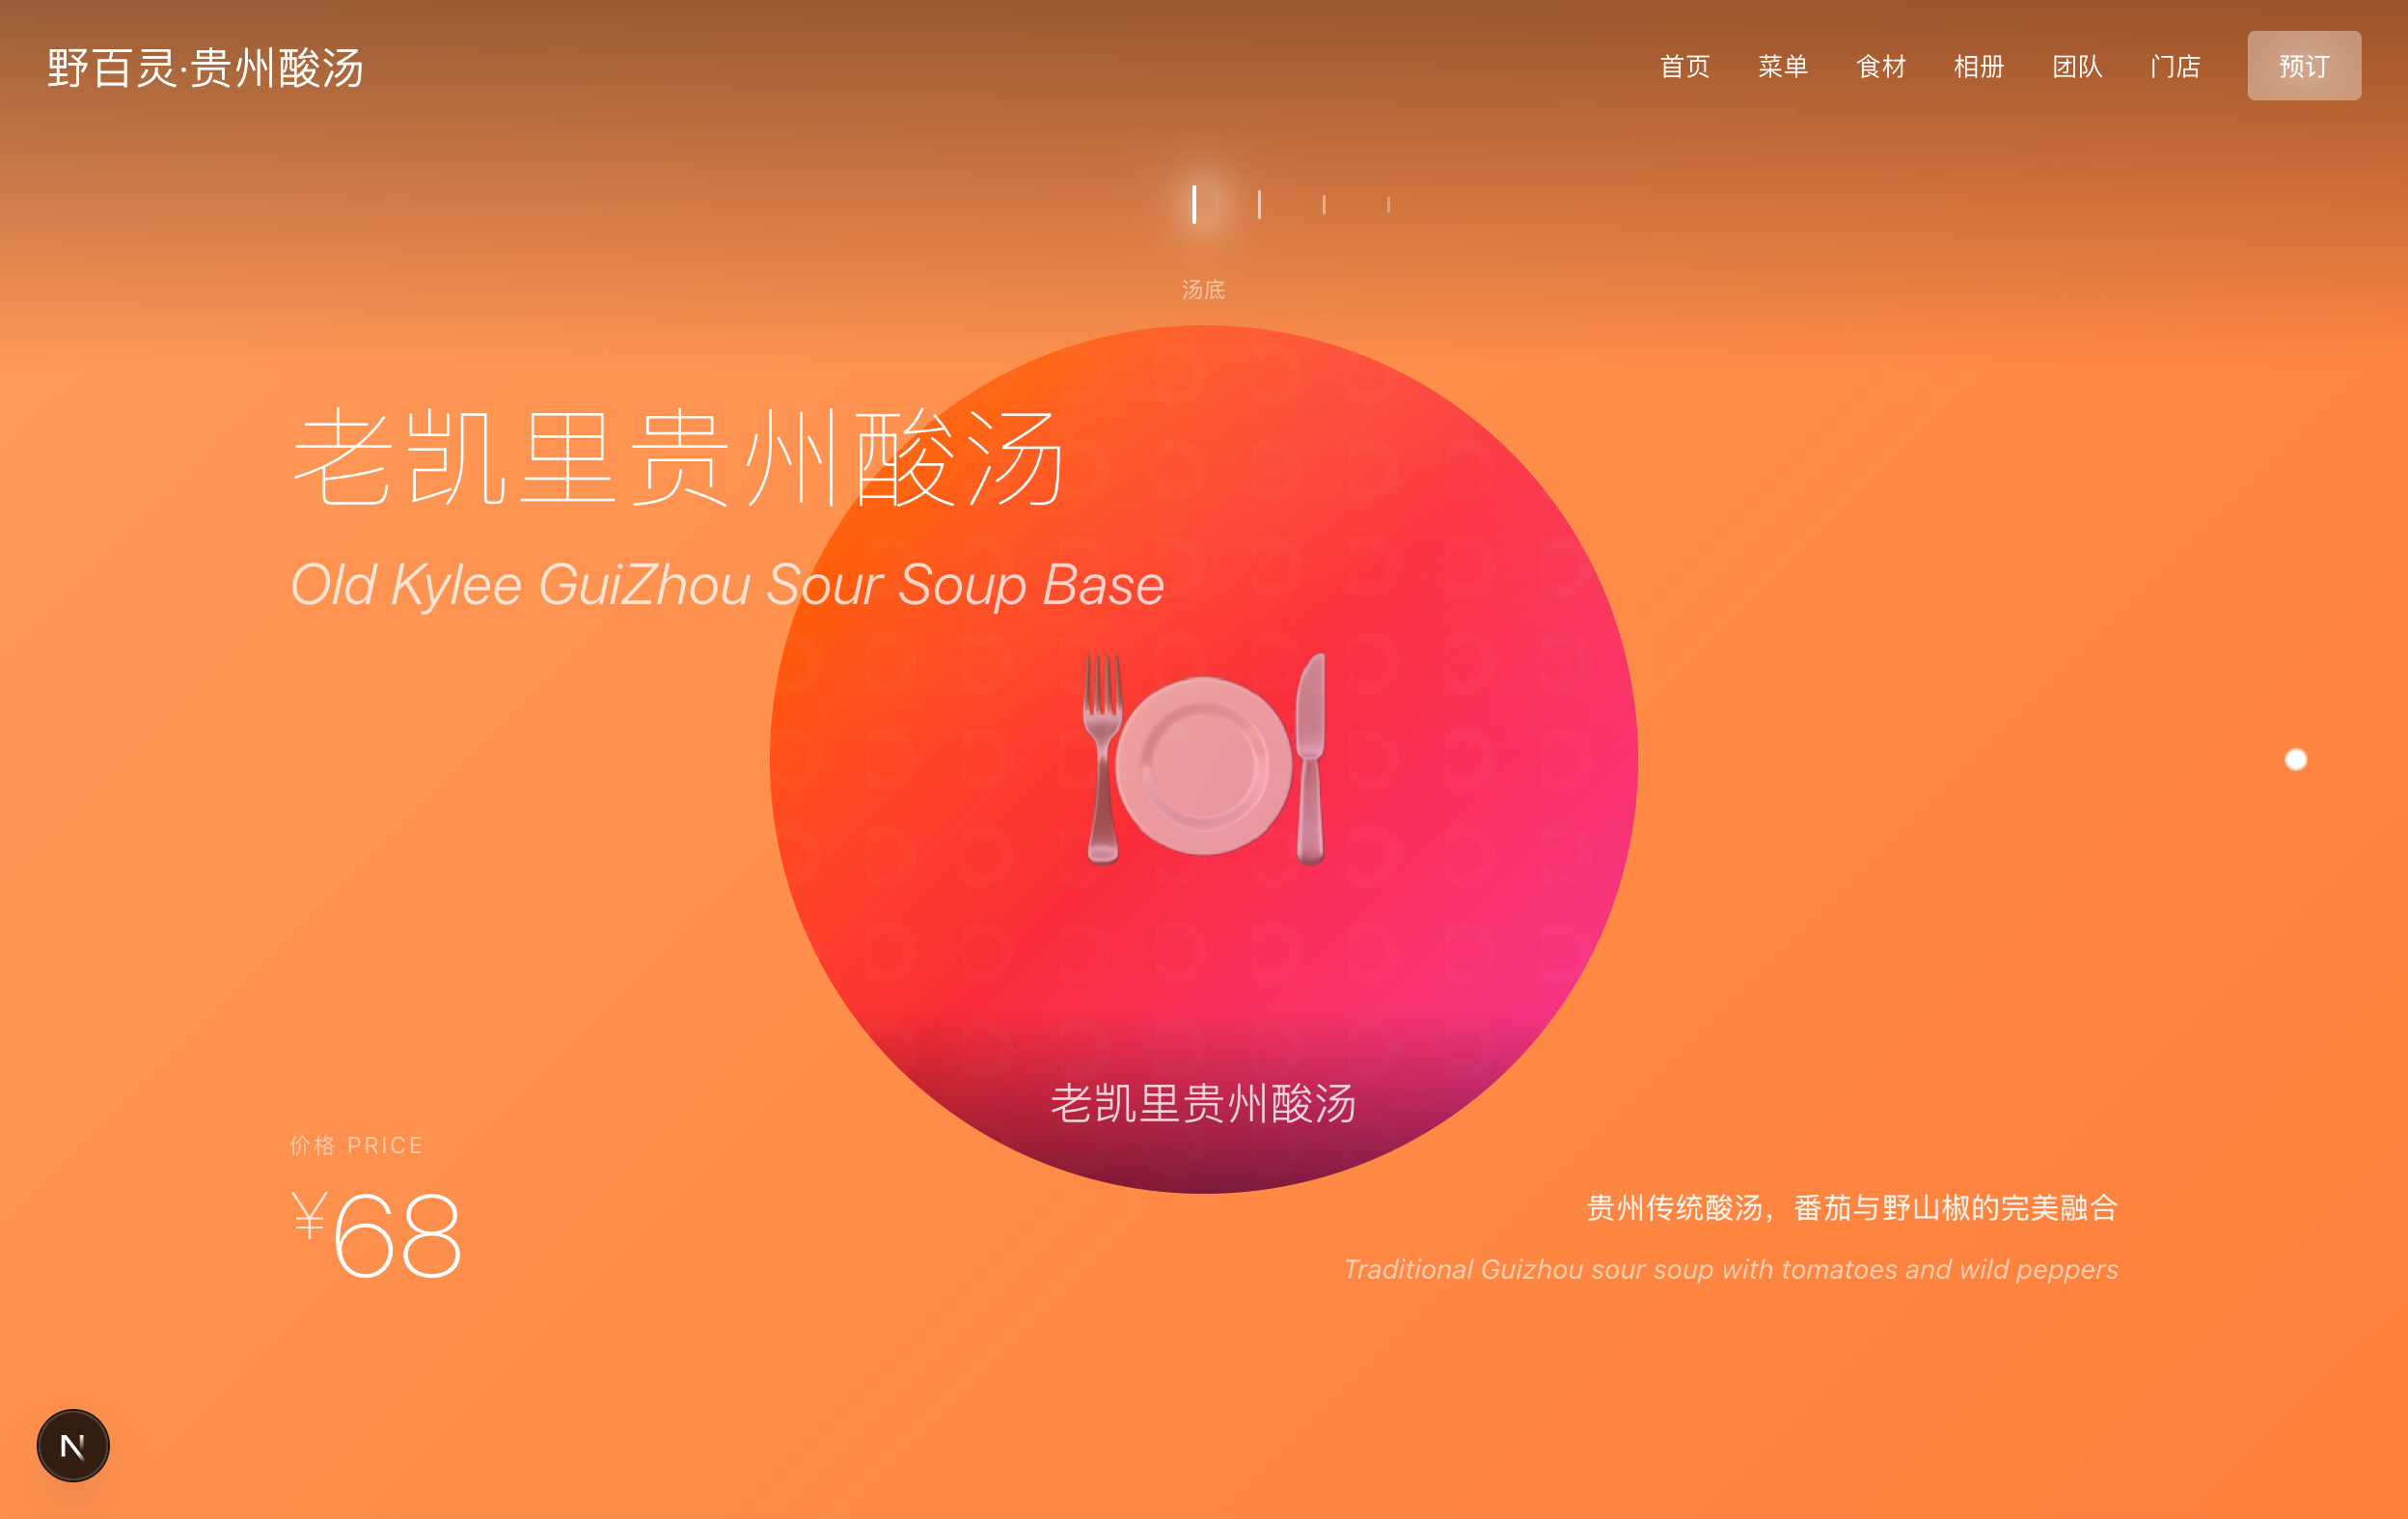 野百灵·贵州酸汤
首页 菜单 食材 相册 团队 门店 预订
汤底
老凯里贵州酸汤
Old Kylee GuiZhou Sour Soup Base
老凯里贵州酸汤
价格 PRICE
¥68
贵州传统酸汤，番茄与野山椒的完美融合
Traditional Guizhou sour soup with tomatoes and wild peppers
N